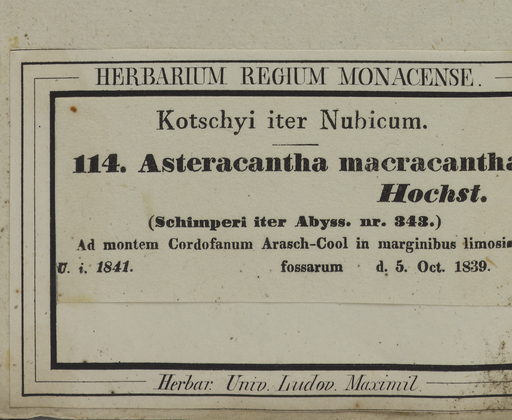 HERBARIUM REGIUM MONACENSE.
Kotschyi iter Nubicum.
114. Asteracantha macracantha
Hochst.
(Schimperi iter Abyss. nr. 343.)
Ad montem Cordofanum Arasch-Cool in marginibus limosis
U. i. 1841. fossarum d. 5. Oct. 1839.
Herbar. Univ. Ludov. Maximil.